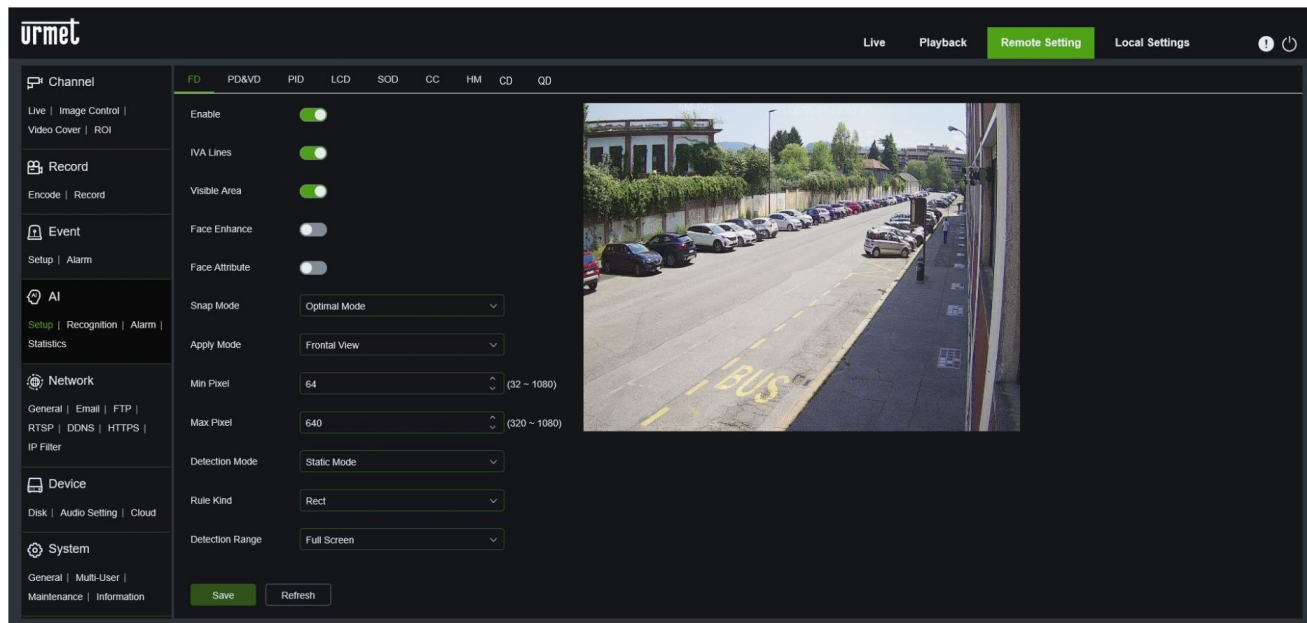 urmet
Live Playback Remote Setting Local Settings
Channel
Live | Image Control |
Video Cover | ROI
Record
Encode | Record
Event
Setup | Alarm
AI
Setup | Recognition | Alarm |
Statistics
Network
General | Email | FTP |
RTSP | DDNS | HTTPS |
IP Filter
Device
Disk | Audio Setting | Cloud
System
General | Multi-User |
Maintenance | Information
FD PD&VD PID LCD SOD CC HM CD QD
Enable
IVA Lines
Visible Area
Face Enhance
Face Attribute
Snap Mode Optimal Mode
Apply Mode Frontal View
Min Pixel 64 (32 ~ 1080)
Max Pixel 640 (320 ~ 1080)
Detection Mode Static Mode
Rule Kind Rect
Detection Range Full Screen
Save Refresh
BUS